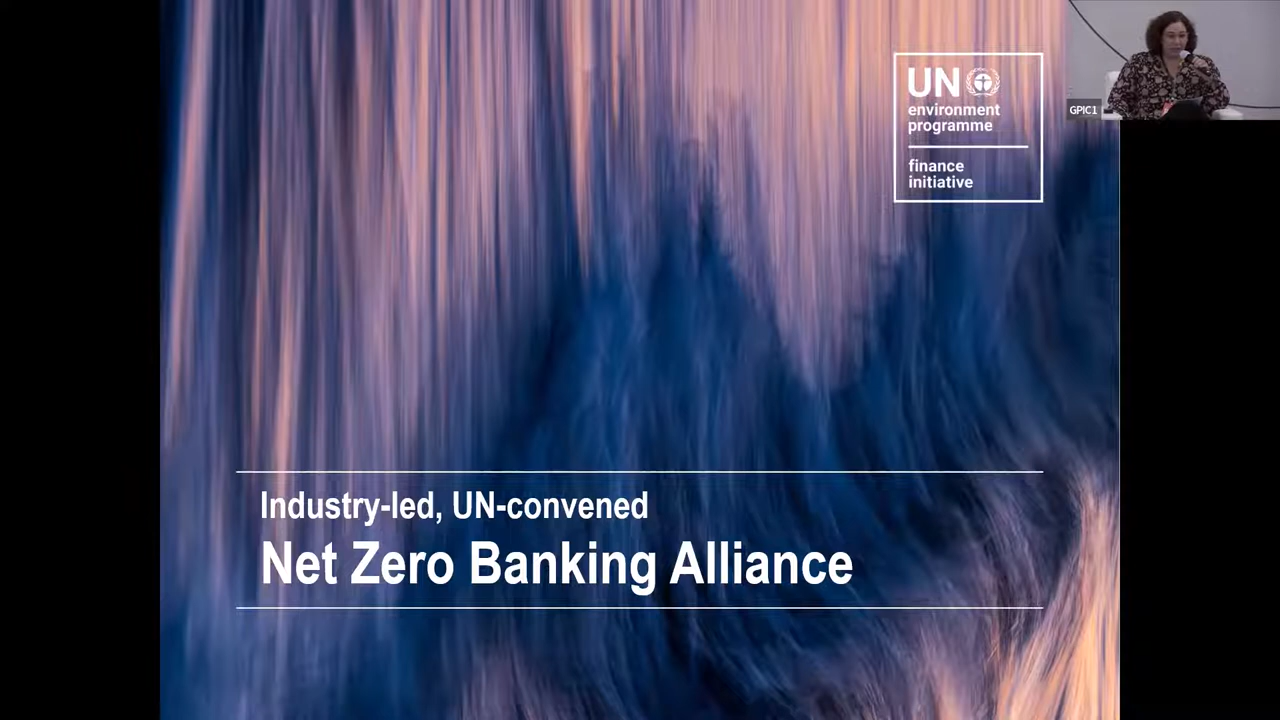 UN
environment
programme
finance
initiative
GPIC1
Industry-led, UN-convened
Net Zero Banking Alliance